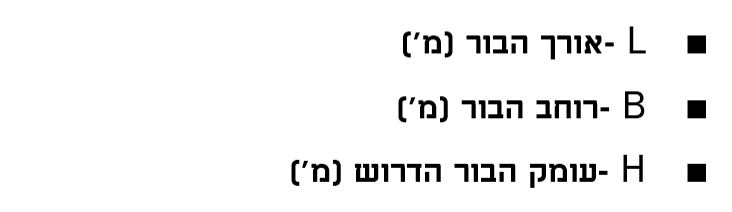 ▪ L -אורך הבור (מ')
▪ B -רוחב הבור (מ')
▪ H -עומק הבור הדרוש (מ')